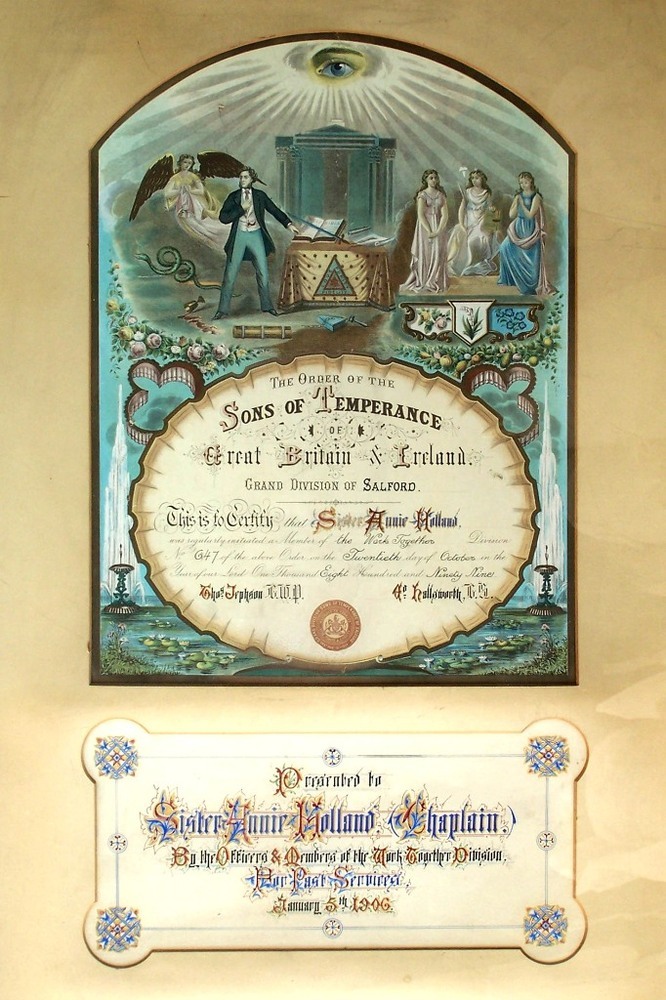 The Order of the
Sons of Temperance
of
Great Britain & Ireland.
Grand Division of Salford.
This is to Certify that Sister Annie Holland,
was regularly initiated a Member of the Work Together Division
No 647 of the above Order on the Twentieth day of October in the
Year of our Lord One Thousand Eight Hundred and Ninety Nine
Thos. Jephson G.W.P. Hallsworth,
Presented to
Sister Annie Holland (Chaplain.)
By the Officers & Members of the Work Together Division,
For Past Services,
January 5th 1906.